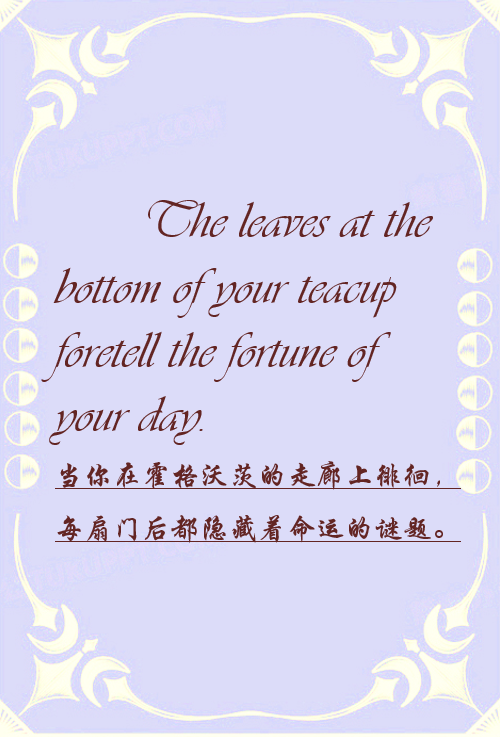 The leaves at the
bottom of your teacup
foretell the fortune of
your day.
当你在霍格沃茨的走廊上徘徊，
每扇门后都隐藏着命运的谜题。